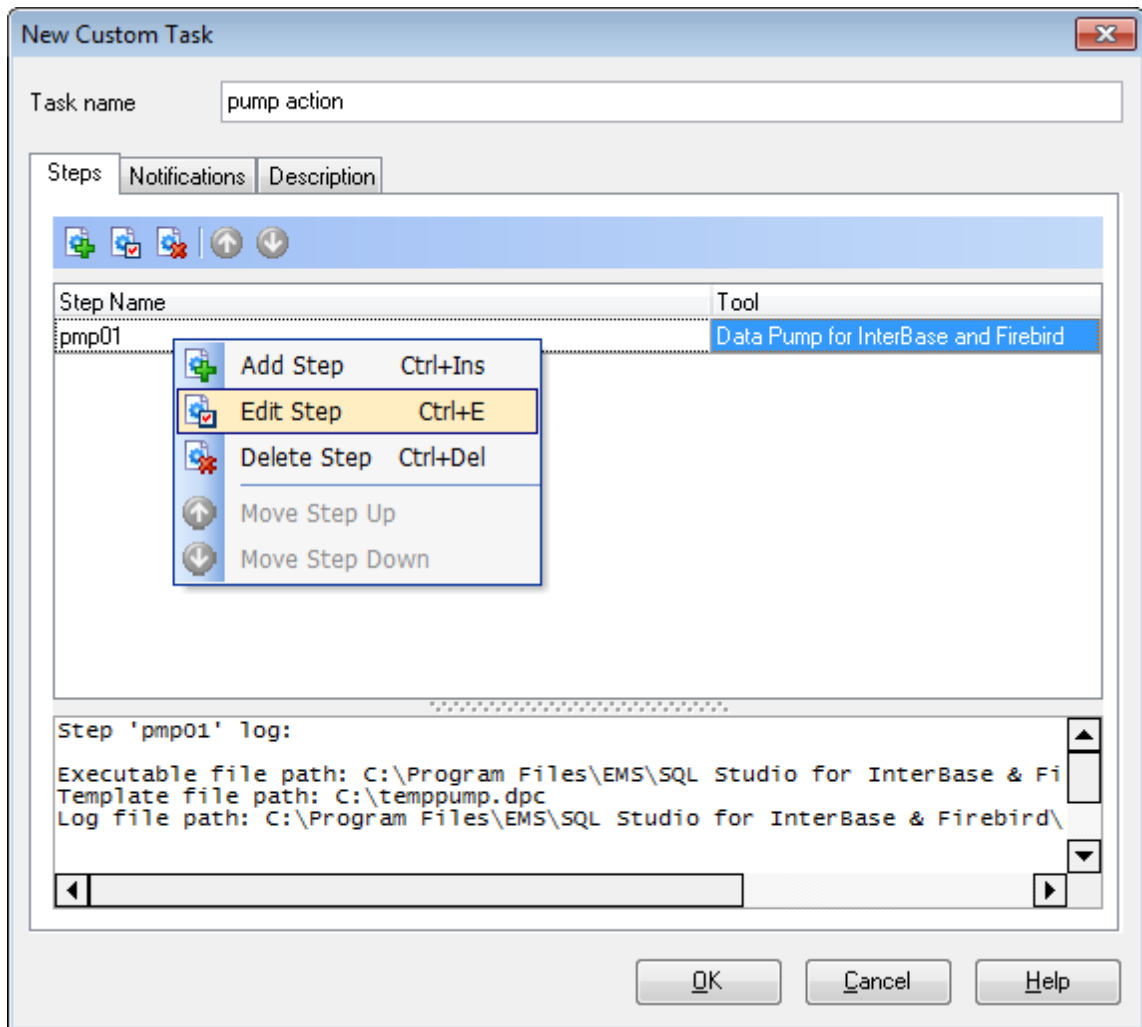 New Custom Task
Task name pump action
Steps Notifications Description
Step Name Tool
pmp01 Data Pump for InterBase and Firebird
Add Step Ctrl+Ins
Edit Step Ctrl+E
Delete Step Ctrl+Del
Move Step Up
Move Step Down
Step 'pmp01' log:
Executable file path: C:\Program Files\EMS\SQL Studio for InterBase & Fi
Template file path: C:\temppump.dpc
Log file path: C:\Program Files\EMS\SQL Studio for InterBase & Firebird\
OK Cancel Help